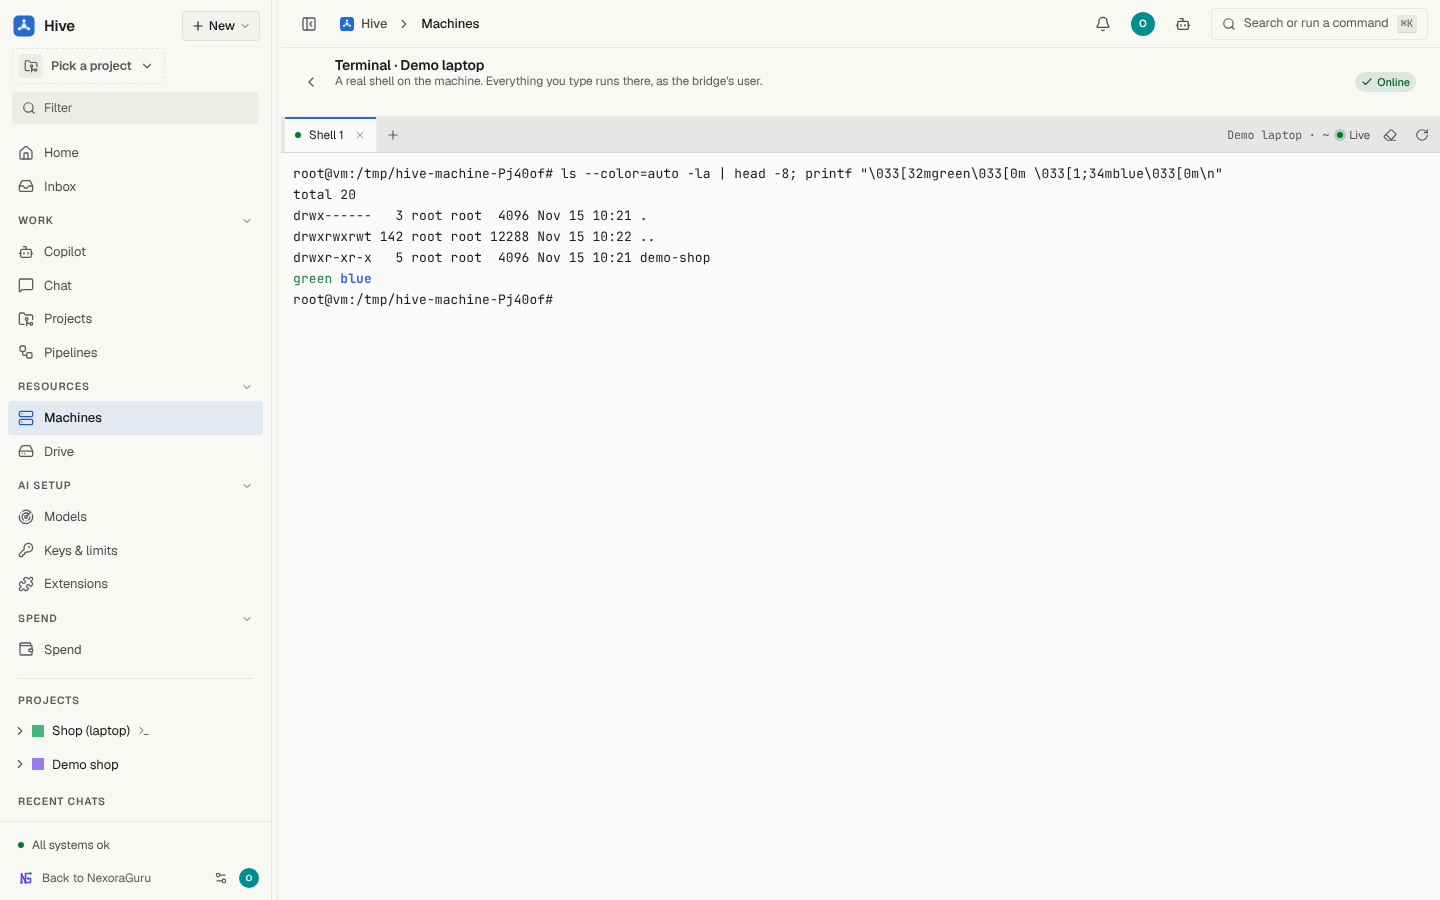 Hive
New
Pick a project
Filter
Home
Inbox
WORK
Copilot
Chat
Projects
Pipelines
RESOURCES
Machines
Drive
AI SETUP
Models
Keys & limits
Extensions
SPEND
Spend
PROJECTS
Shop (laptop)
Demo shop
RECENT CHATS
All systems ok
Back to NexoraGuru
O
Hive > Machines
O
Search or run a command ⌘K
Terminal · Demo laptop
A real shell on the machine. Everything you type runs there, as the bridge's user.
Online
Shell 1
Demo laptop · ~ Live
root@vm:/tmp/hive-machine-Pj40of# ls --color=auto -la | head -8; printf "\033[32mgreen\033[0m \033[1;34mblue\033[0m\n"
total 20
drwx------   3 root root  4096 Nov 15 10:21 .
drwxrwxrwt 142 root root 12288 Nov 15 10:22 ..
drwxr-xr-x   5 root root  4096 Nov 15 10:21 demo-shop
green blue
root@vm:/tmp/hive-machine-Pj40of#